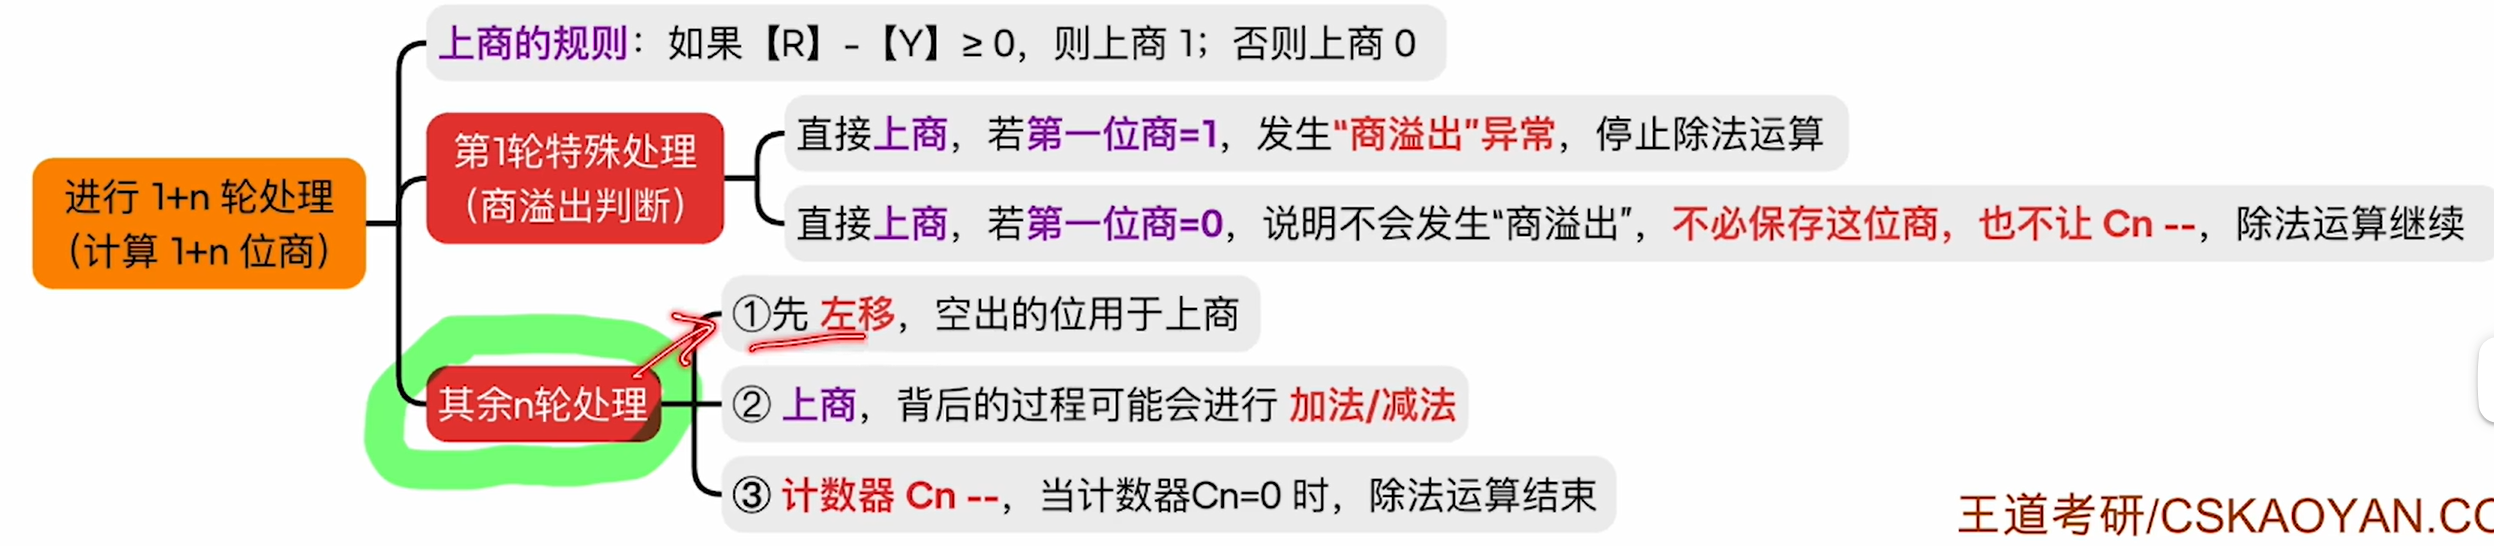 上商的规则：如果【R】-【Y】≥ 0，则上商 1；否则上商 0
进行 1+n 轮处理
（计算 1+n 位商）
第1轮特殊处理
（商溢出判断）
直接上商，若第一位商=1，发生“商溢出”异常，停止除法运算
直接上商，若第一位商=0，说明不会发生“商溢出”，不必保存这位商，也不让 Cn --，除法运算继续
其余n轮处理
①先 左移，空出的位用于上商
② 上商，背后的过程可能会进行 加法/减法
③ 计数器 Cn --，当计数器Cn=0 时，除法运算结束
王道考研/CSKAOYAN.CO